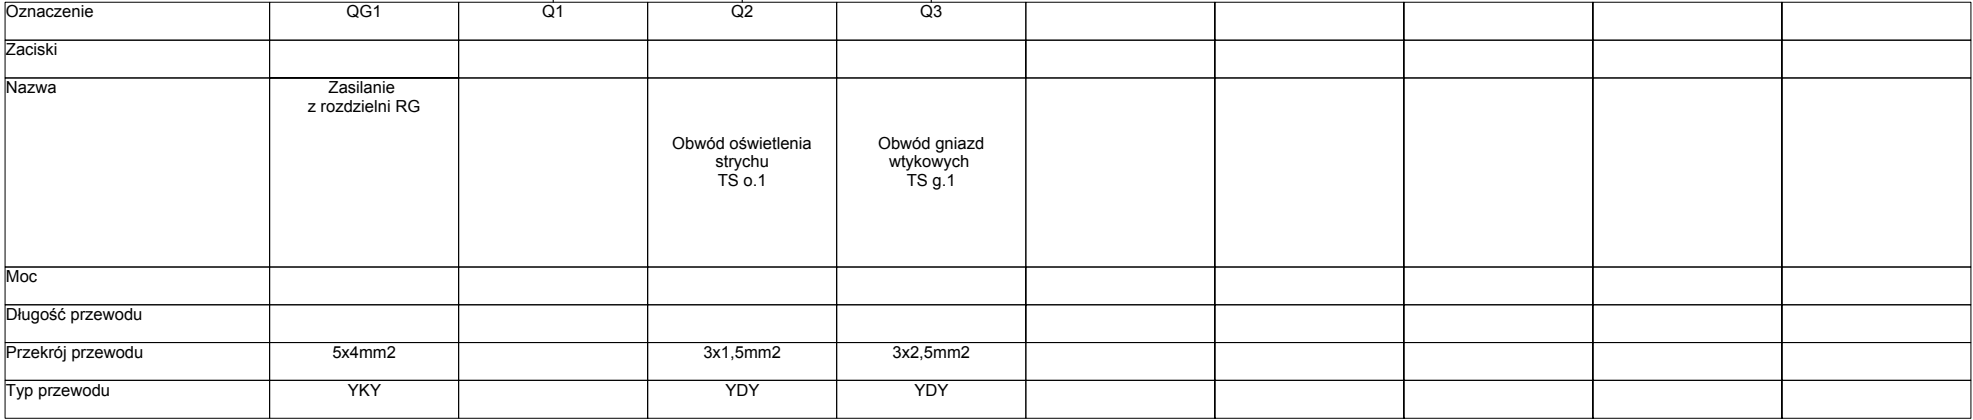 Oznaczenie QG1 Q1 Q2 Q3
Zaciski
Nazwa Zasilanie
z rozdzielni RG
Obwód oświetlenia Obwód gniazd
strychu wtykowych
TS o.1 TS g.1
Moc
Długość przewodu
Przekrój przewodu 5x4mm2 3x1,5mm2 3x2,5mm2
Typ przewodu YKY YDY YDY